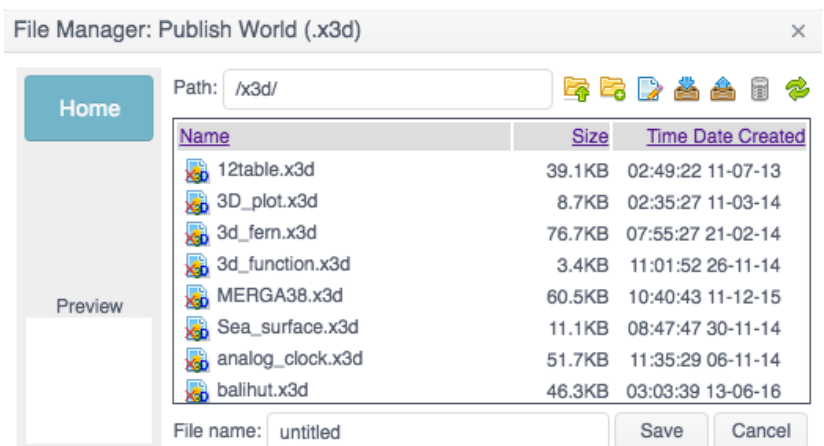 File Manager: Publish World (.x3d) ×
Home
Path: /x3d/
Name Size Time Date Created
12table.x3d 39.1KB 02:49:22 11-07-13
3D_plot.x3d 8.7KB 02:35:27 11-03-14
3d_fern.x3d 76.7KB 07:55:27 21-02-14
3d_function.x3d 3.4KB 11:01:52 26-11-14
MERGA38.x3d 60.5KB 10:40:43 11-12-15
Sea_surface.x3d 11.1KB 08:47:47 30-11-14
analog_clock.x3d 51.7KB 11:35:29 06-11-14
balihut.x3d 46.3KB 03:03:39 13-06-16
Preview
File name: untitled Save Cancel